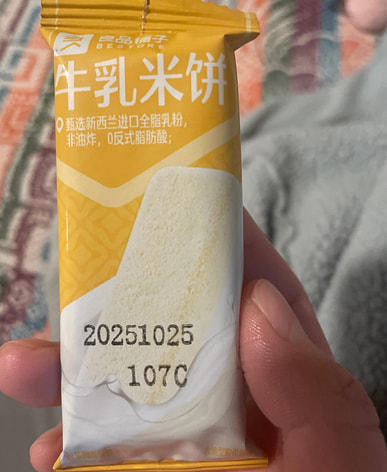 良品铺子
BESTORE
牛乳米饼
甄选新西兰进口全脂乳粉，
非油炸，0反式脂肪酸；
20251025
107C